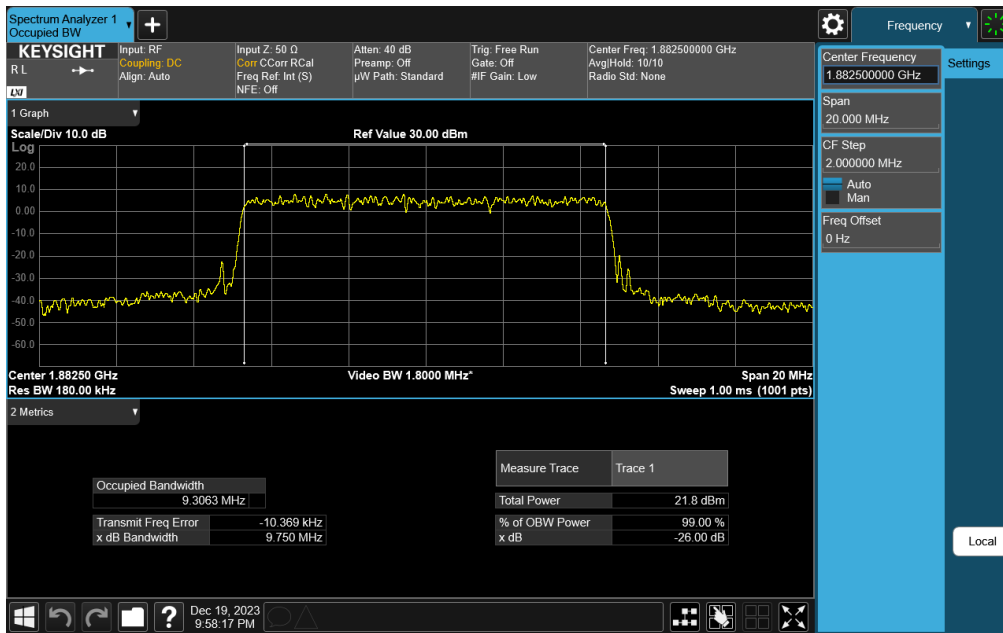 Spectrum Analyzer 1
Occupied BW
Frequency
KEYSIGHT
R L
LXI
Input: RF
Coupling: DC
Align: Auto
Input Z: 50 Ω
Corr CCorr RCal
Freq Ref: Int (S)
NFE: Off
Atten: 40 dB
Preamp: Off
µW Path: Standard
Trig: Free Run
Gate: Off
#IF Gain: Low
Center Freq: 1.882500000 GHz
Avg|Hold: 10/10
Radio Std: None
Center Frequency
1.882500000 GHz
Settings
Span
20.000 MHz
CF Step
2.000000 MHz
Auto
Man
Freq Offset
0 Hz
Local
1 Graph
Scale/Div 10.0 dB
Ref Value 30.00 dBm
Log
20.0
10.0
0.00
-10.0
-20.0
-30.0
-40.0
-50.0
-60.0
Center 1.88250 GHz
Video BW 1.8000 MHz*
Span 20 MHz
Res BW 180.00 kHz
Sweep 1.00 ms (1001 pts)
2 Metrics
Measure Trace
Trace 1
Occupied Bandwidth
9.3063 MHz
Total Power
21.8 dBm
Transmit Freq Error
-10.369 kHz
% of OBW Power
99.00 %
x dB Bandwidth
9.750 MHz
x dB
-26.00 dB
?
Dec 19, 2023
9:58:17 PM